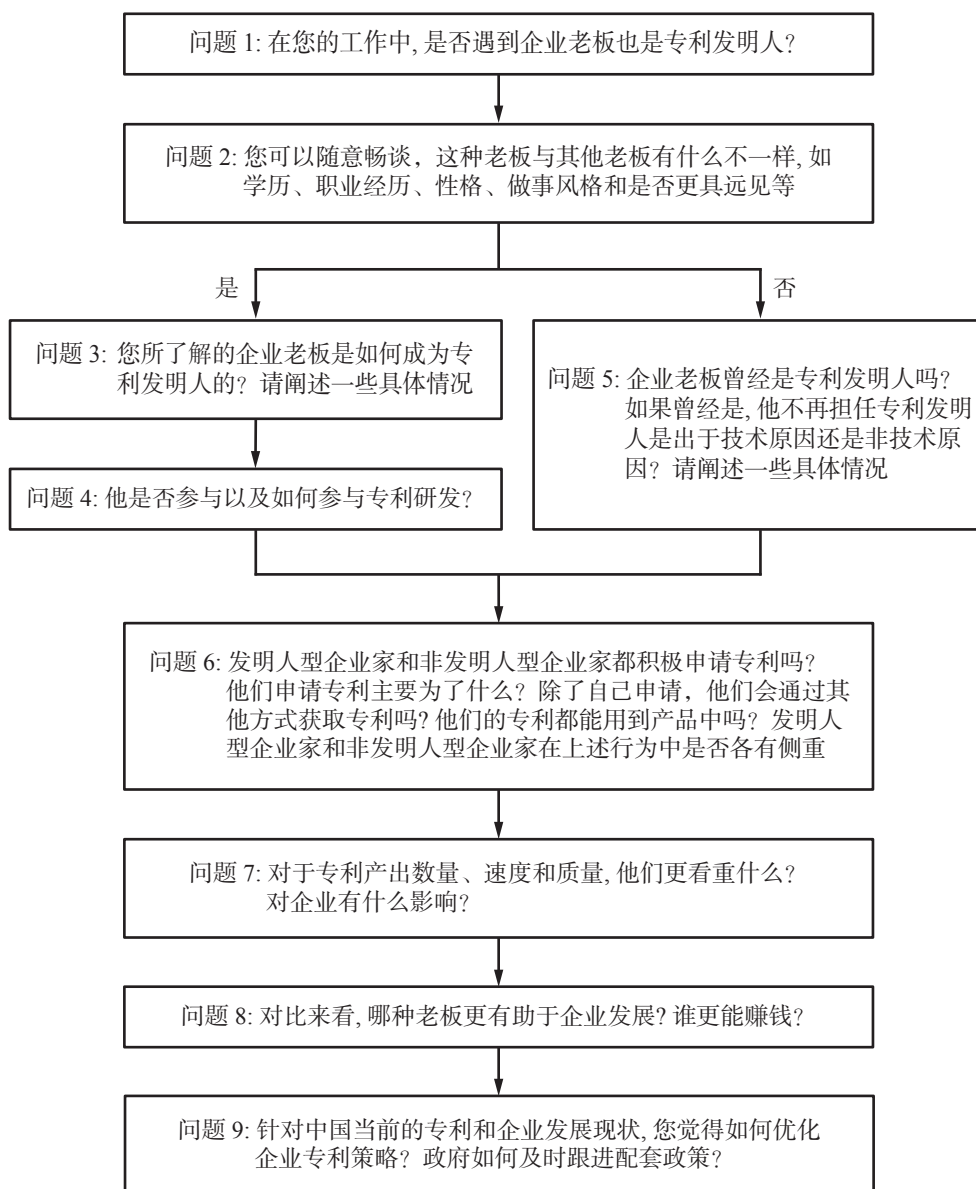 问题 1: 在您的工作中, 是否遇到企业老板也是专利发明人?
问题 2: 您可以随意畅谈，这种老板与其他老板有什么不一样, 如
学历、职业经历、性格、做事风格和是否更具远见等
是
否
问题 3: 您所了解的企业老板是如何成为专
利发明人的？请阐述一些具体情况
问题 4: 他是否参与以及如何参与专利研发?
问题 5: 企业老板曾经是专利发明人吗?
如果曾经是, 他不再担任专利发明
人是出于技术原因还是非技术原
因？请阐述一些具体情况
问题 6: 发明人型企业家和非发明人型企业家都积极申请专利吗?
他们申请专利主要为了什么？除了自己申请，他们会通过其
他方式获取专利吗? 他们的专利都能用到产品中吗？发明人
型企业家和非发明人型企业家在上述行为中是否各有侧重
问题 7: 对于专利产出数量、速度和质量, 他们更看重什么?
对企业有什么影响?
问题 8: 对比来看, 哪种老板更有助于企业发展? 谁更能赚钱?
问题 9: 针对中国当前的专利和企业发展现状, 您觉得如何优化
企业专利策略？政府如何及时跟进配套政策?